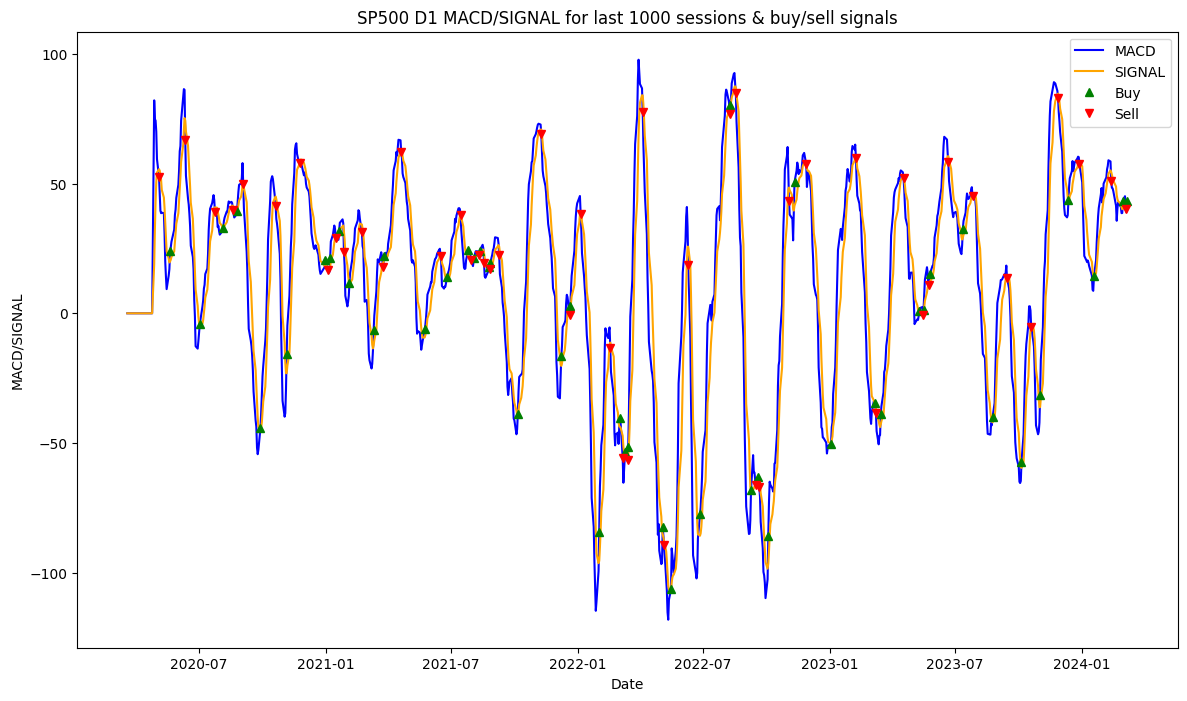 SP500 D1 MACD/SIGNAL for last 1000 sessions & buy/sell signals
MACD
SIGNAL
Buy
Sell
MACD/SIGNAL
100
50
0
−50
−100
2020-07
2021-01
2021-07
2022-01
2022-07
2023-01
2023-07
2024-01
Date